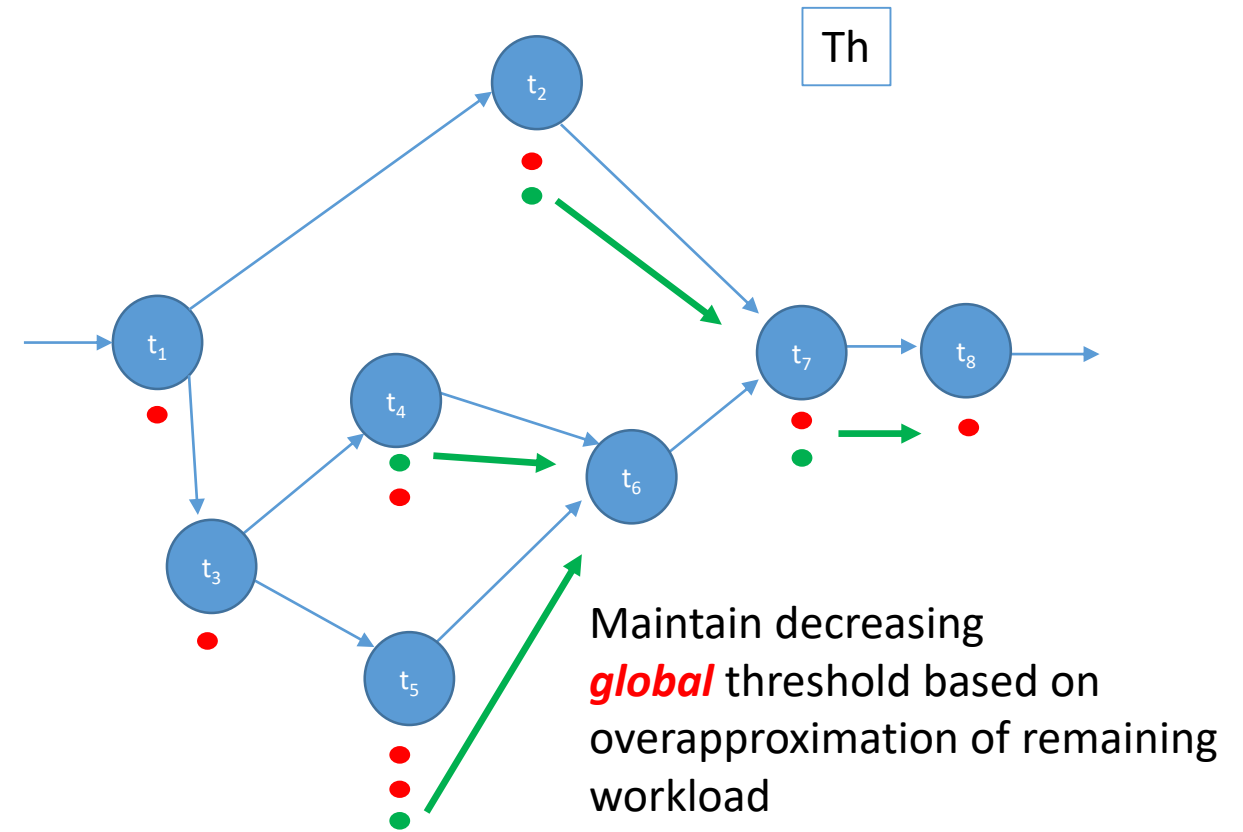 Th
t₂
t₁
t₇
t₈
t₄
t₆
t₃
t₅
Maintain decreasing
global threshold based on
overapproximation of remaining
workload